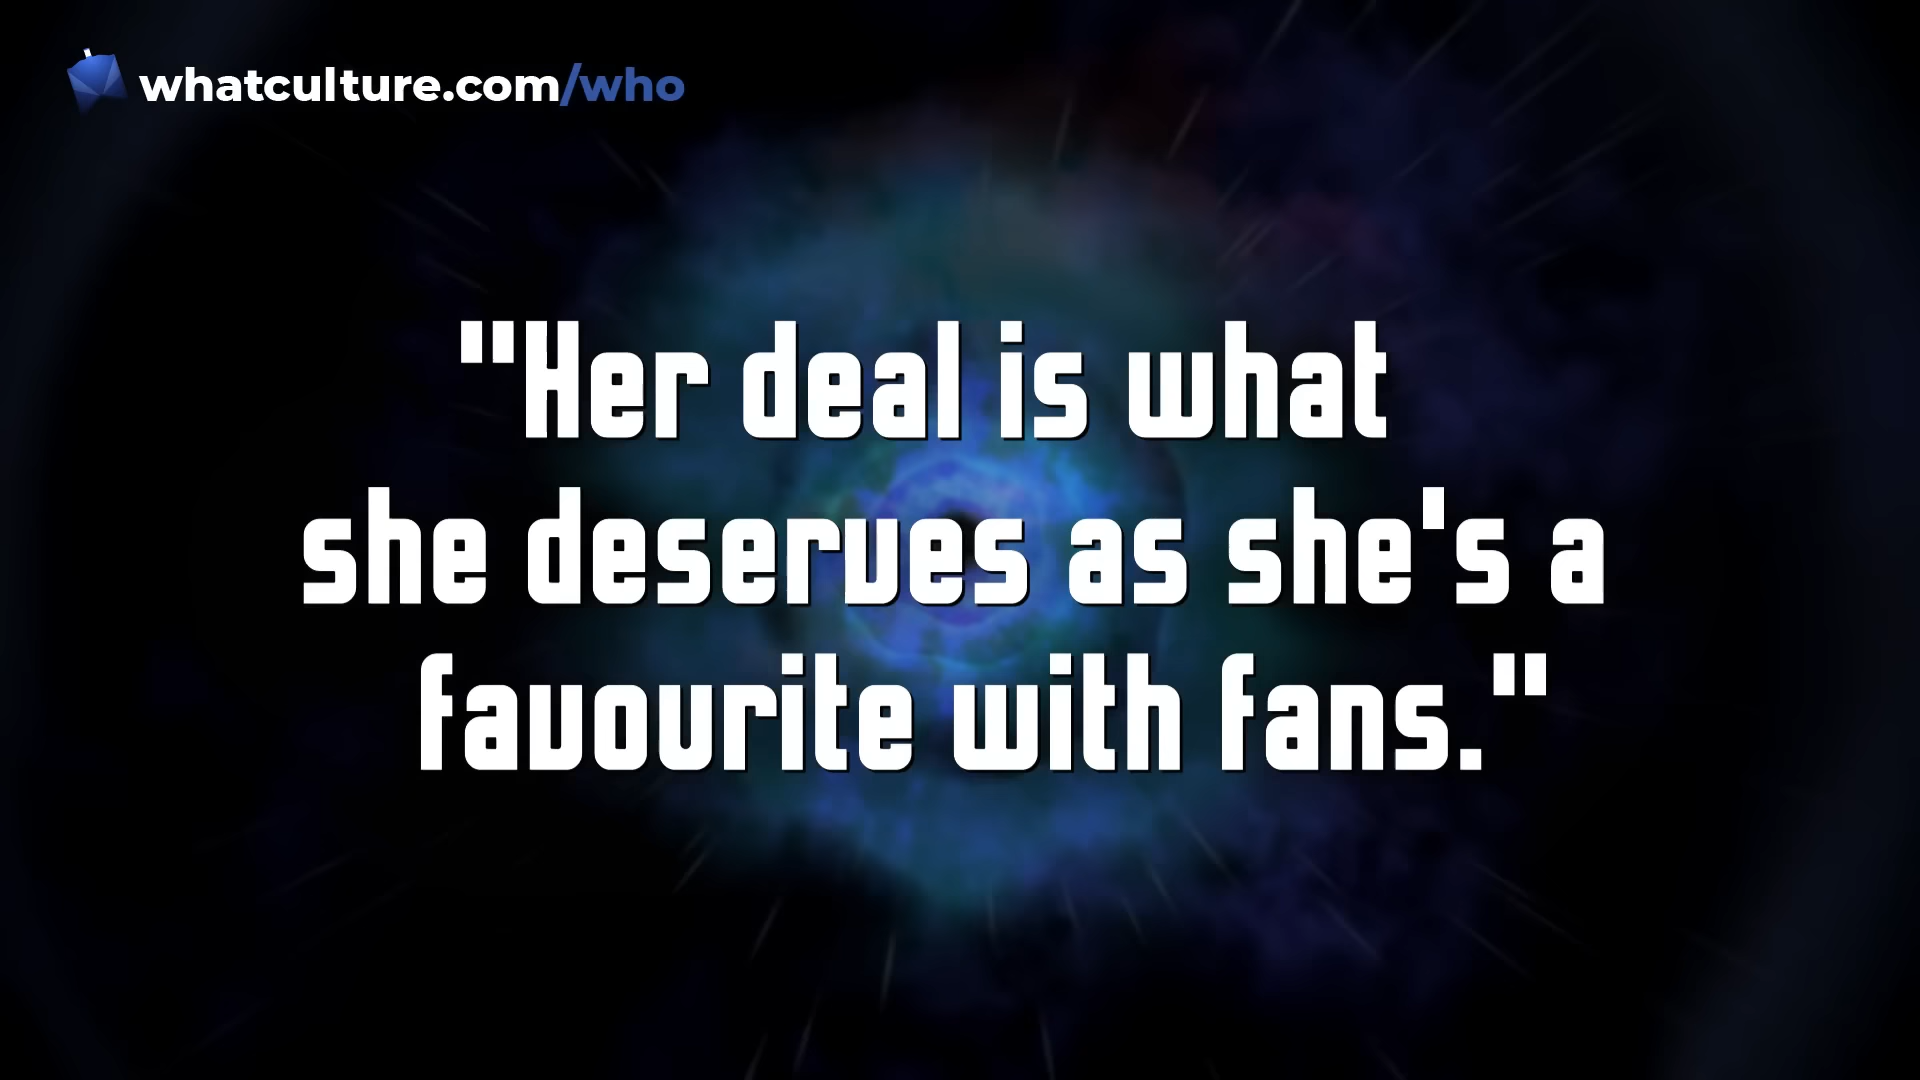 whatculture.com/who
"Her deal is what
she deserves as she's a
favourite with fans."